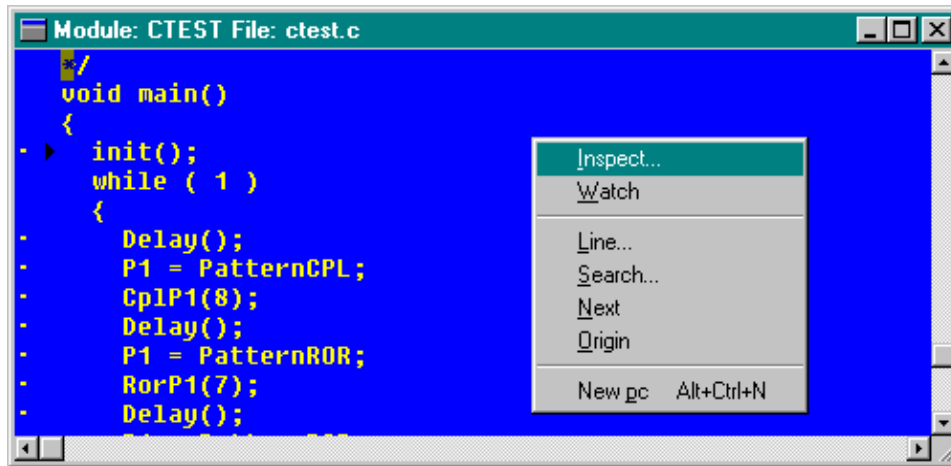 Module: CTEST File: ctest.c
*/
void main()
{
init();
while ( 1 )
{
Delay();
P1 = PatternCPL;
CplP1(8);
Delay();
P1 = PatternROR;
RorP1(7);
Delay();
Inspect...
Watch
Line...
Search...
Next
Origin
New pc Alt+Ctrl+N